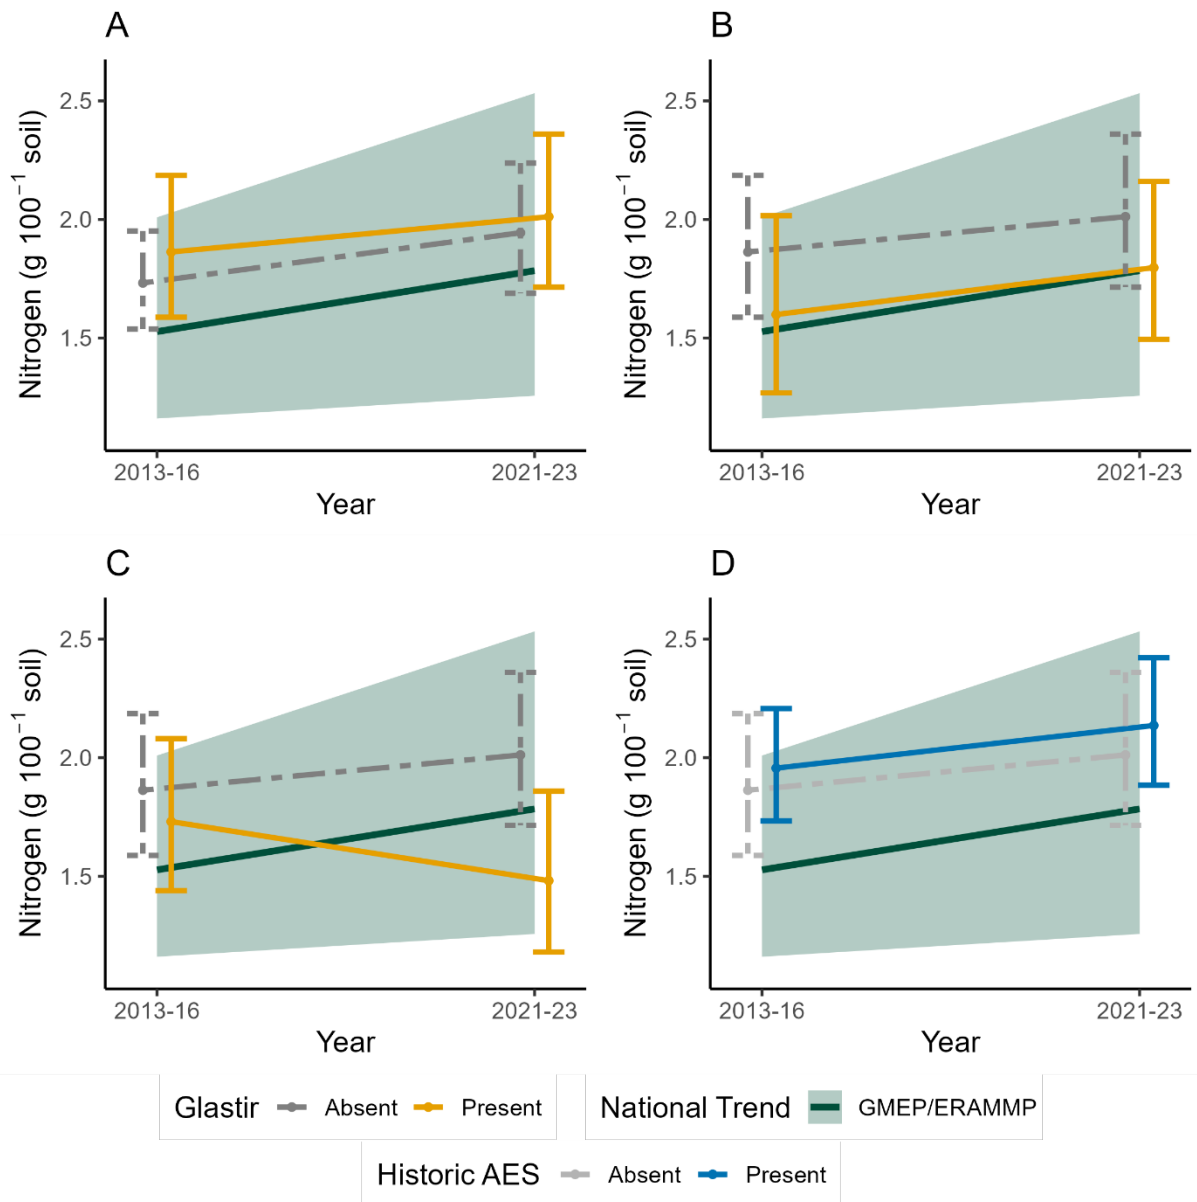 A
Nitrogen (g 100⁻¹ soil)
2.5
2.0
1.5
2013-16
2021-23
Year
B
Nitrogen (g 100⁻¹ soil)
2.5
2.0
1.5
2013-16
2021-23
Year
C
Nitrogen (g 100⁻¹ soil)
2.5
2.0
1.5
2013-16
2021-23
Year
D
Nitrogen (g 100⁻¹ soil)
2.5
2.0
1.5
2013-16
2021-23
Year
Glastir Absent Present
National Trend GMEP/ERAMMP
Historic AES Absent Present